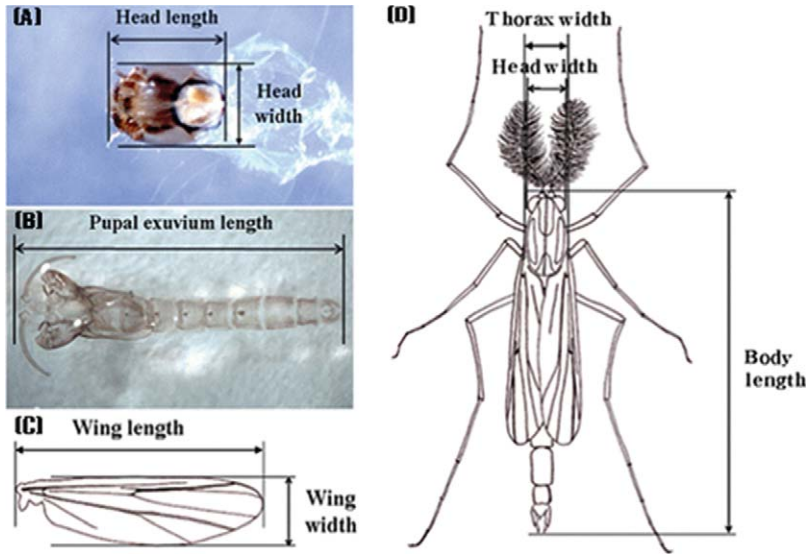 (A)
Head length
Head
width
(B)
Pupal exuvium length
(C)
Wing length
Wing
width
(D)
Thorax width
Head width
Body
length